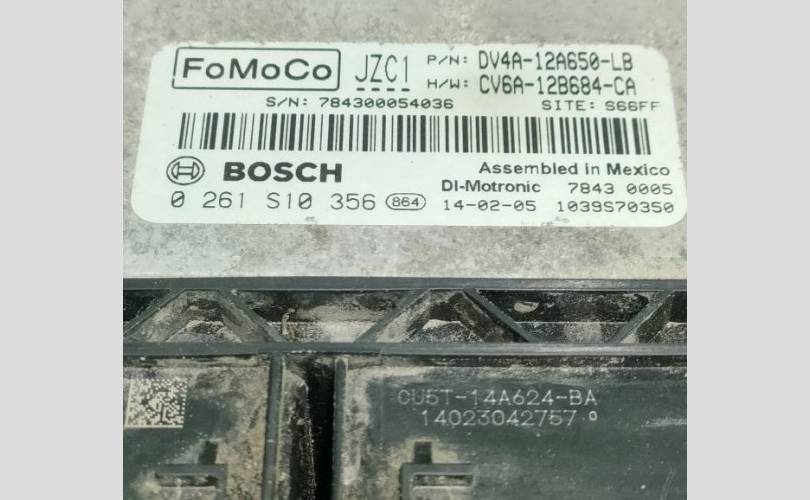 FoMoCo JZC1 P/N: DV4A-12A650-LB
H/W: CV6A-12B684-CA
S/N: 784300054036 SITE: S66FF
BOSCH Assembled in Mexico
DI-Motronic 7843 0005
0 261 S10 356 864 14-02-05 1039S70350
CU5T-14A624-BA
14023042757